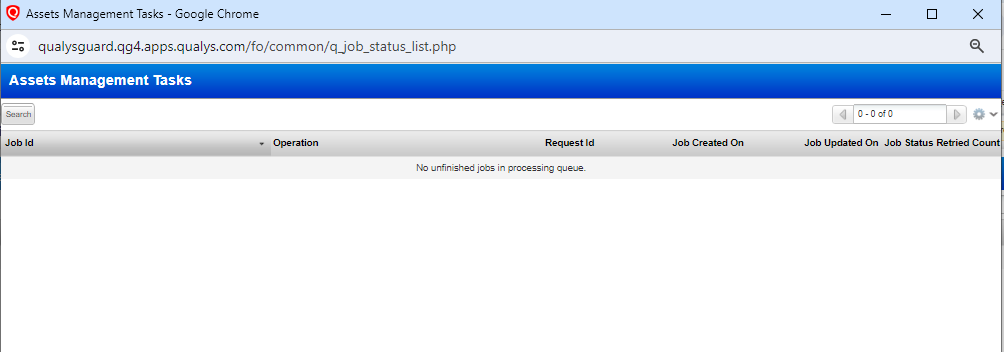 Assets Management Tasks - Google Chrome
qualysguard.qg4.apps.qualys.com/fo/common/q_job_status_list.php
Assets Management Tasks
Search
0 - 0 of 0
Job Id Operation Request Id Job Created On Job Updated On Job Status Retried Count
No unfinished jobs in processing queue.